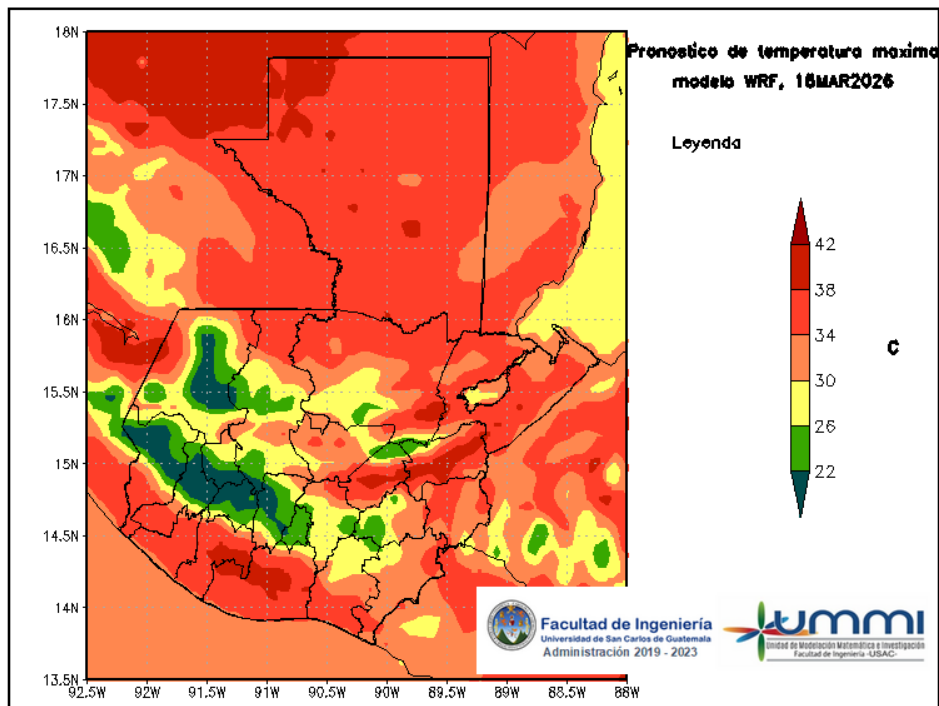 Pronostico de temperatura maxima
modelo WRF, 16MAR2026
Leyenda
42
38
34
30
26
22
C
18N
17.5N
17N
16.5N
16N
15.5N
15N
14.5N
14N
13.5N
92.5W 92W 91.5W 91W 90.5W 90W 89.5W 89W 88.5W 88W
Facultad de Ingeniería
Universidad de San Carlos de Guatemala
Administración 2019 - 2023
ummi
Unidad de Modelación Matemática e Investigación
Facultad de Ingeniería -USAC-